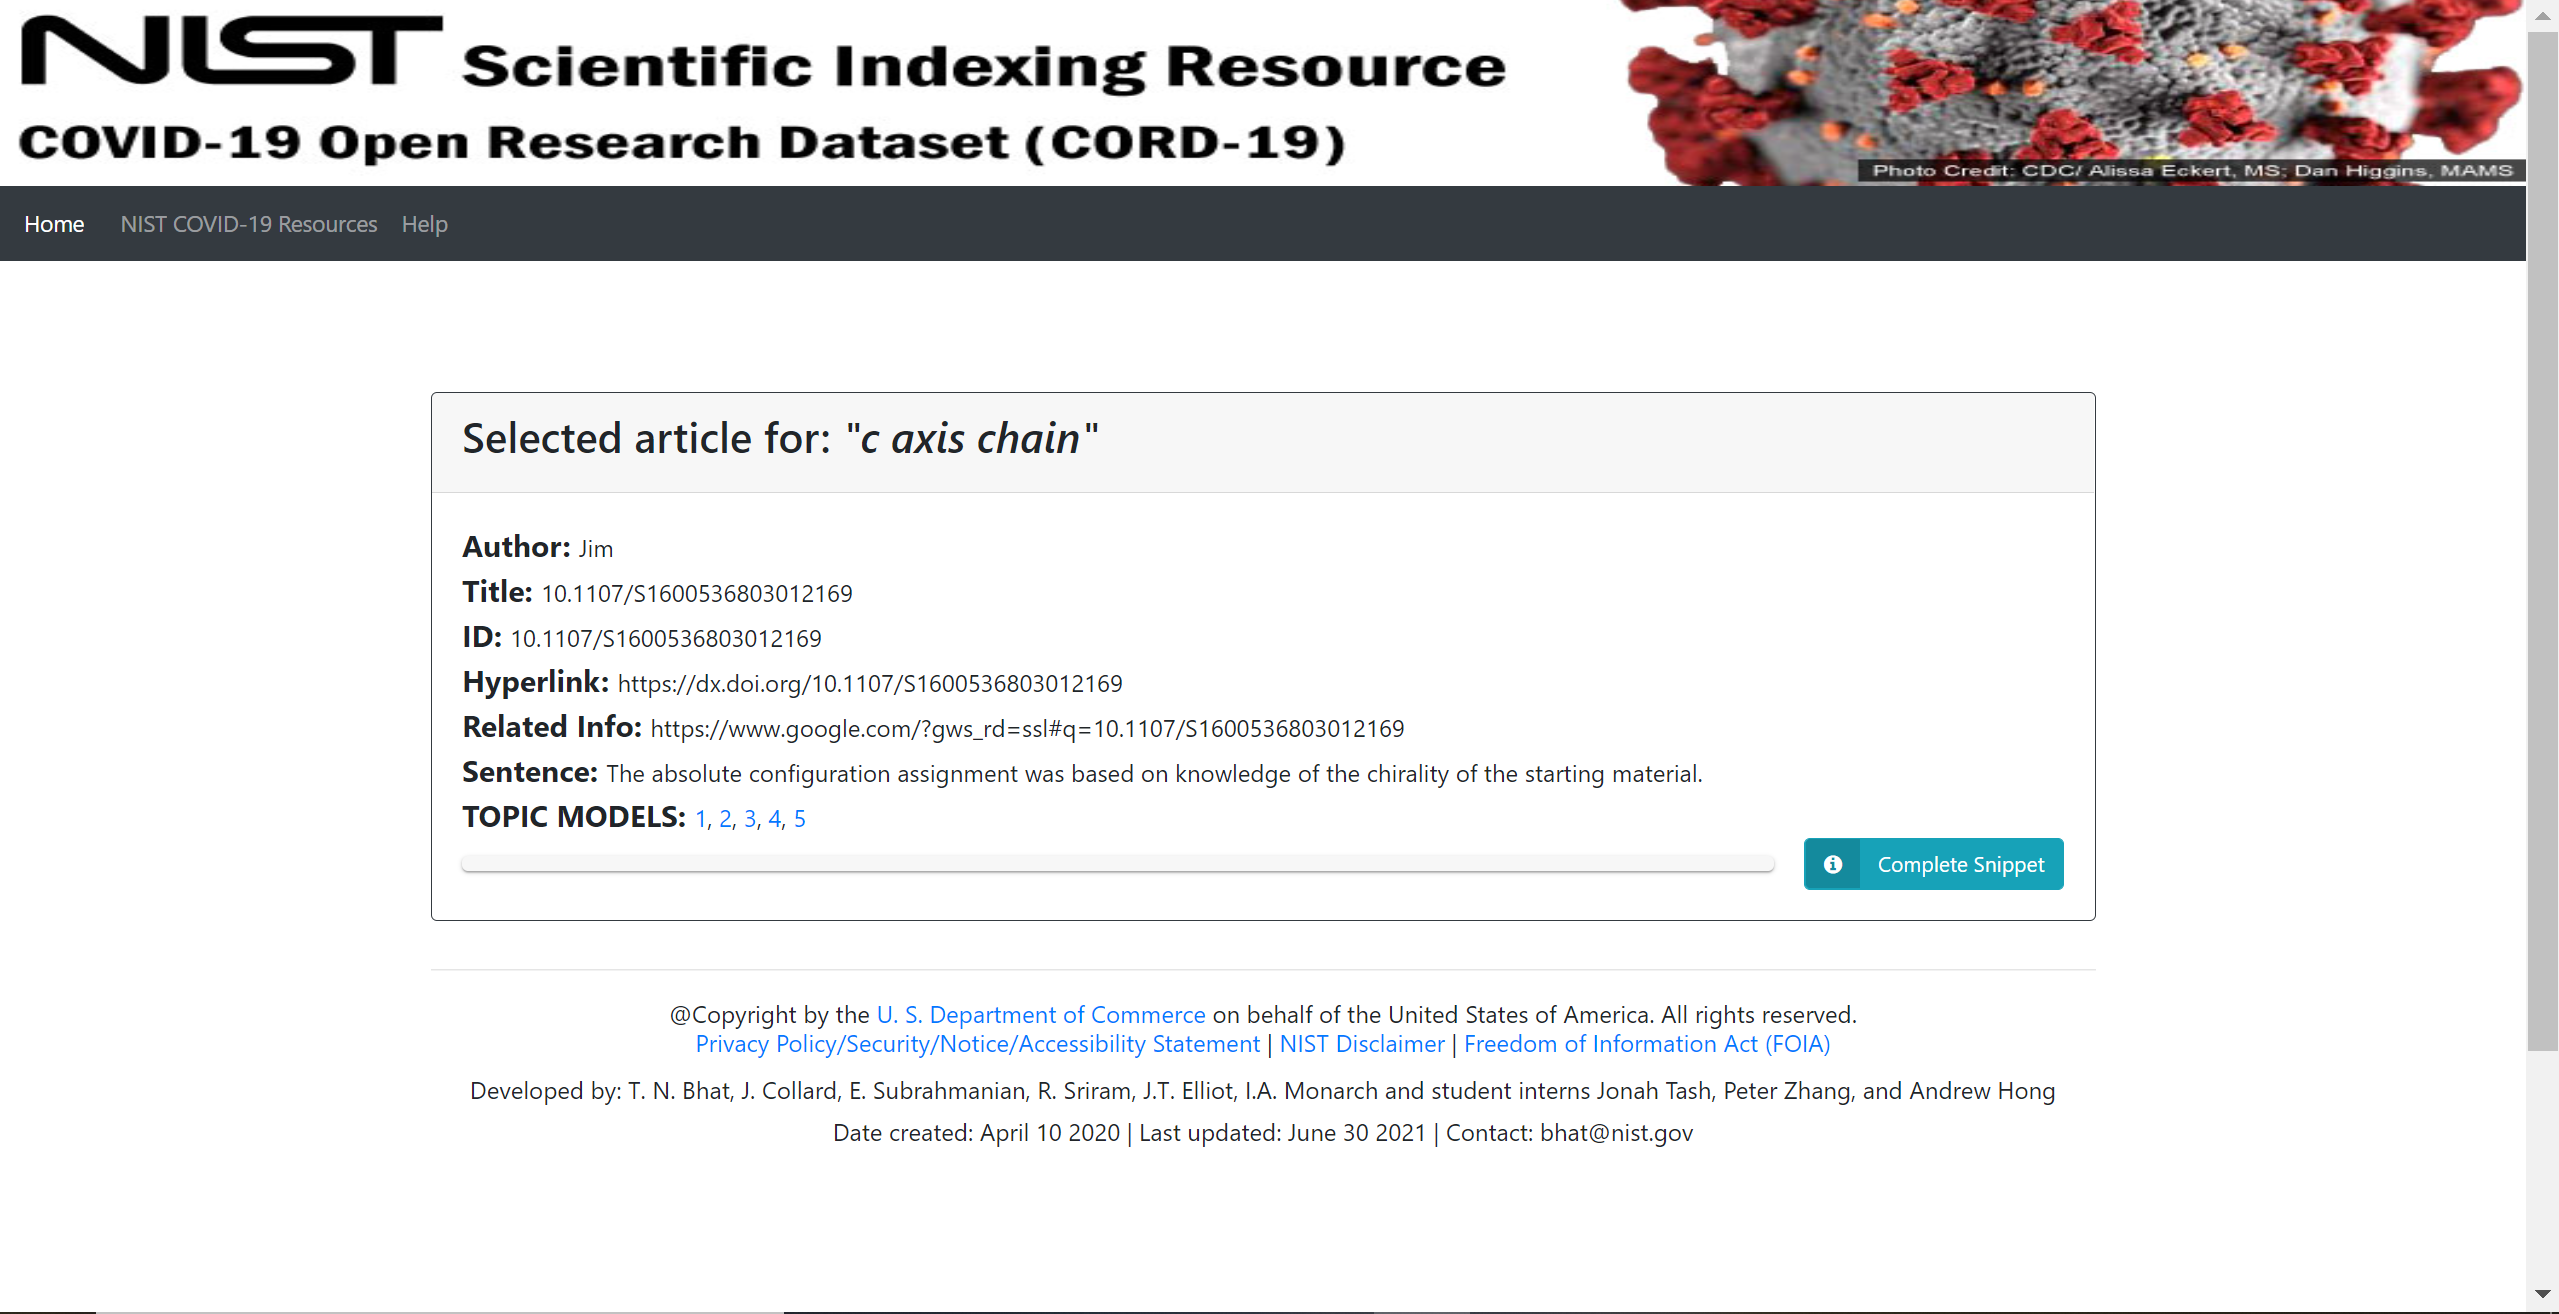 NIST Scientific Indexing Resource
COVID-19 Open Research Dataset (CORD-19)
Photo Credit: CDC/ Alissa Eckert, MS; Dan Higgins, MAMS
Home NIST COVID-19 Resources Help
Selected article for: "c axis chain"
Author: Jim
Title: 10.1107/S1600536803012169
ID: 10.1107/S1600536803012169
Hyperlink: https://dx.doi.org/10.1107/S1600536803012169
Related Info: https://www.google.com/?gws_rd=ssl#q=10.1107/S1600536803012169
Sentence: The absolute configuration assignment was based on knowledge of the chirality of the starting material.
TOPIC MODELS: 1, 2, 3, 4, 5
Complete Snippet
@Copyright by the U. S. Department of Commerce on behalf of the United States of America. All rights reserved.
Privacy Policy/Security/Notice/Accessibility Statement | NIST Disclaimer | Freedom of Information Act (FOIA)
Developed by: T. N. Bhat, J. Collard, E. Subrahmanian, R. Sriram, J.T. Elliot, I.A. Monarch and student interns Jonah Tash, Peter Zhang, and Andrew Hong
Date created: April 10 2020 | Last updated: June 30 2021 | Contact: bhat@nist.gov